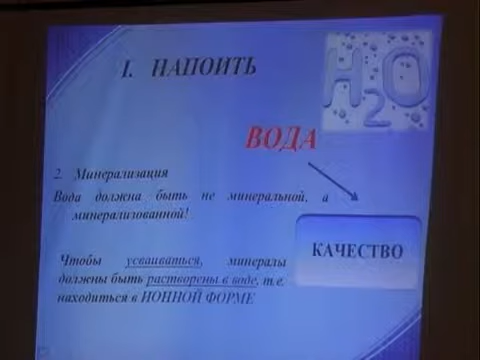 I. НАПОИТЬ
H2O
ВОДА
2. Минерализация
Вода должна быть не минеральной, а
минерализованной!
КАЧЕСТВО
Чтобы усваиваться, минералы
должны быть растворены в воде, т.е.
находиться в ИОННОЙ ФОРМЕ